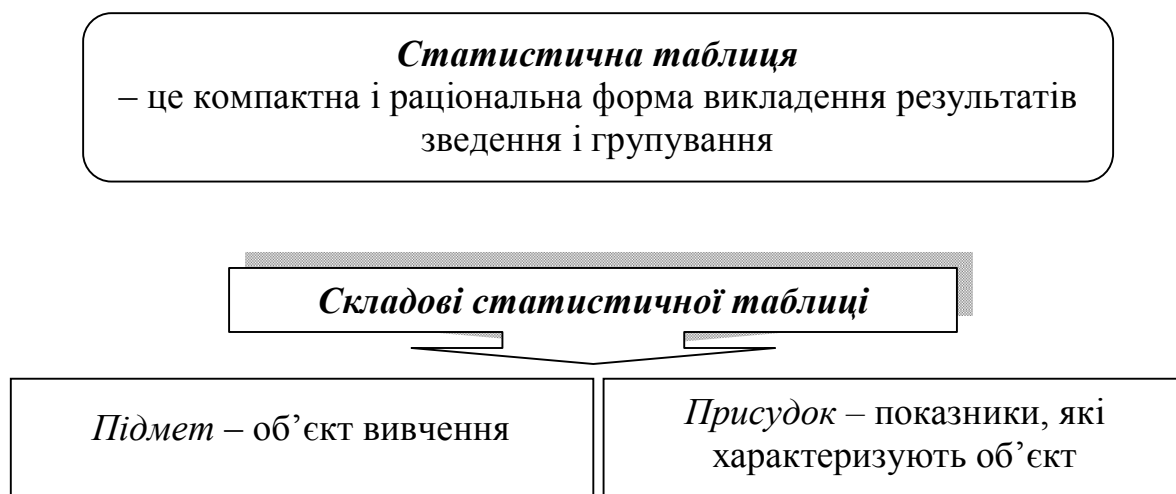 Статистична таблиця
– це компактна і раціональна форма викладення результатів
зведення і групування
Складові статистичної таблиці
Підмет – об’єкт вивчення
Присудок – показники, які
характеризують об’єкт